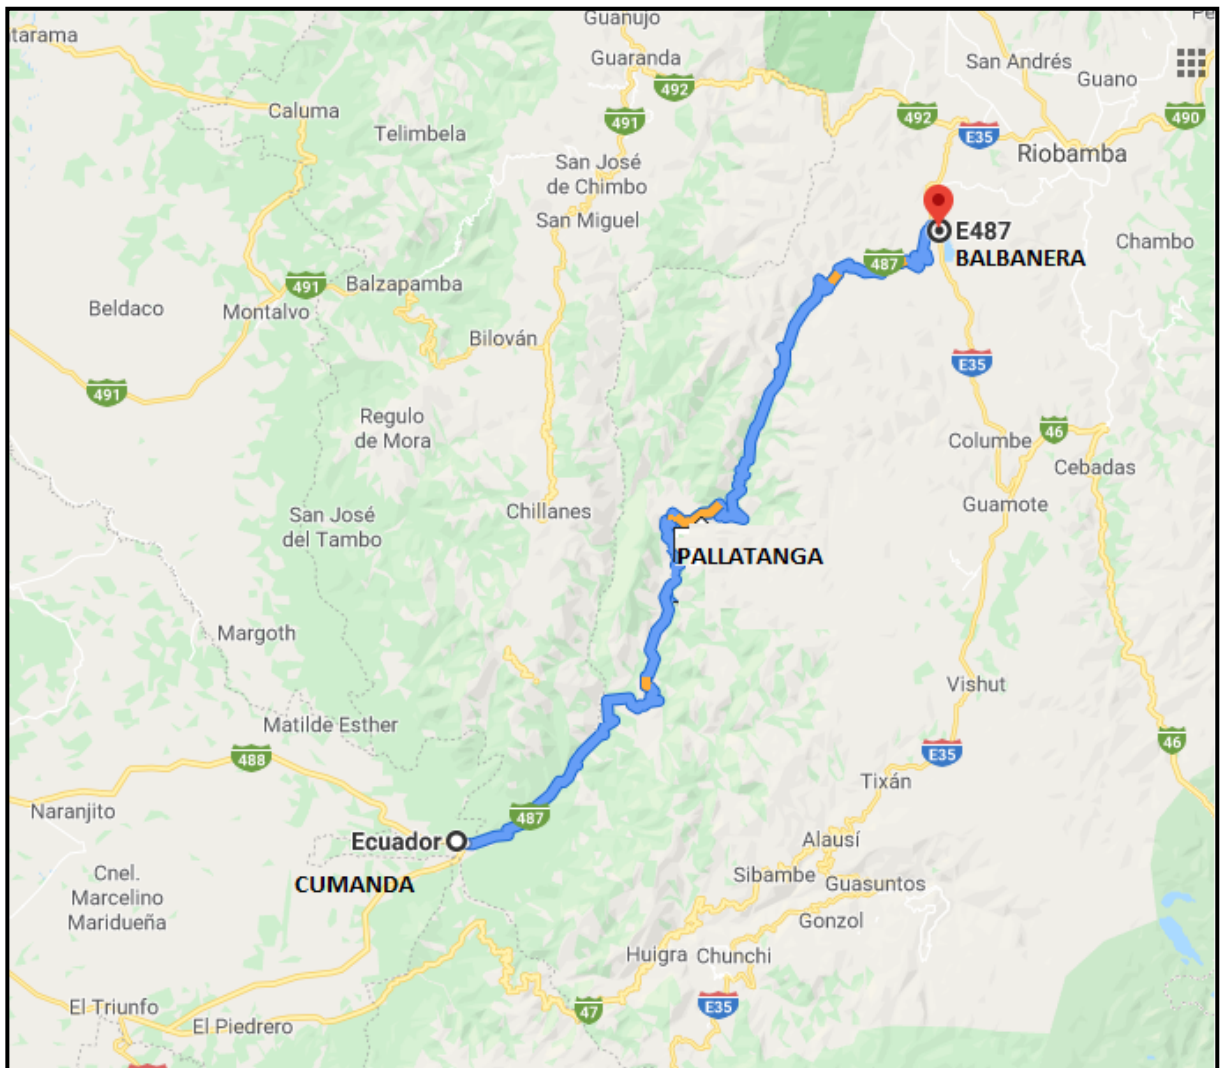 Guanujo
tarama
Guaranda
San Andrés
Guano
492
Caluma
492
490
491
Telimbela
E35
Riobamba
San José
de Chimbo
San Miguel
E487
BALBANERA
Chambo
487
491
Balzapamba
Beldaco
Montalvo
Bilován
E35
491
Regulo
de Mora
46
Columbe
Cebadas
Guamote
Chillanes
San José
del Tambo
PALLATANGA
Margoth
Vishut
Matilde Esther
46
E35
488
Tixán
Naranjito
487
Ecuador
Alausí
CUMANDA
Sibambe
Guasuntos
Cnel.
Marcelino
Maridueña
Gonzol
Huigra
Chunchi
El Triunfo
47
E35
El Piedrero